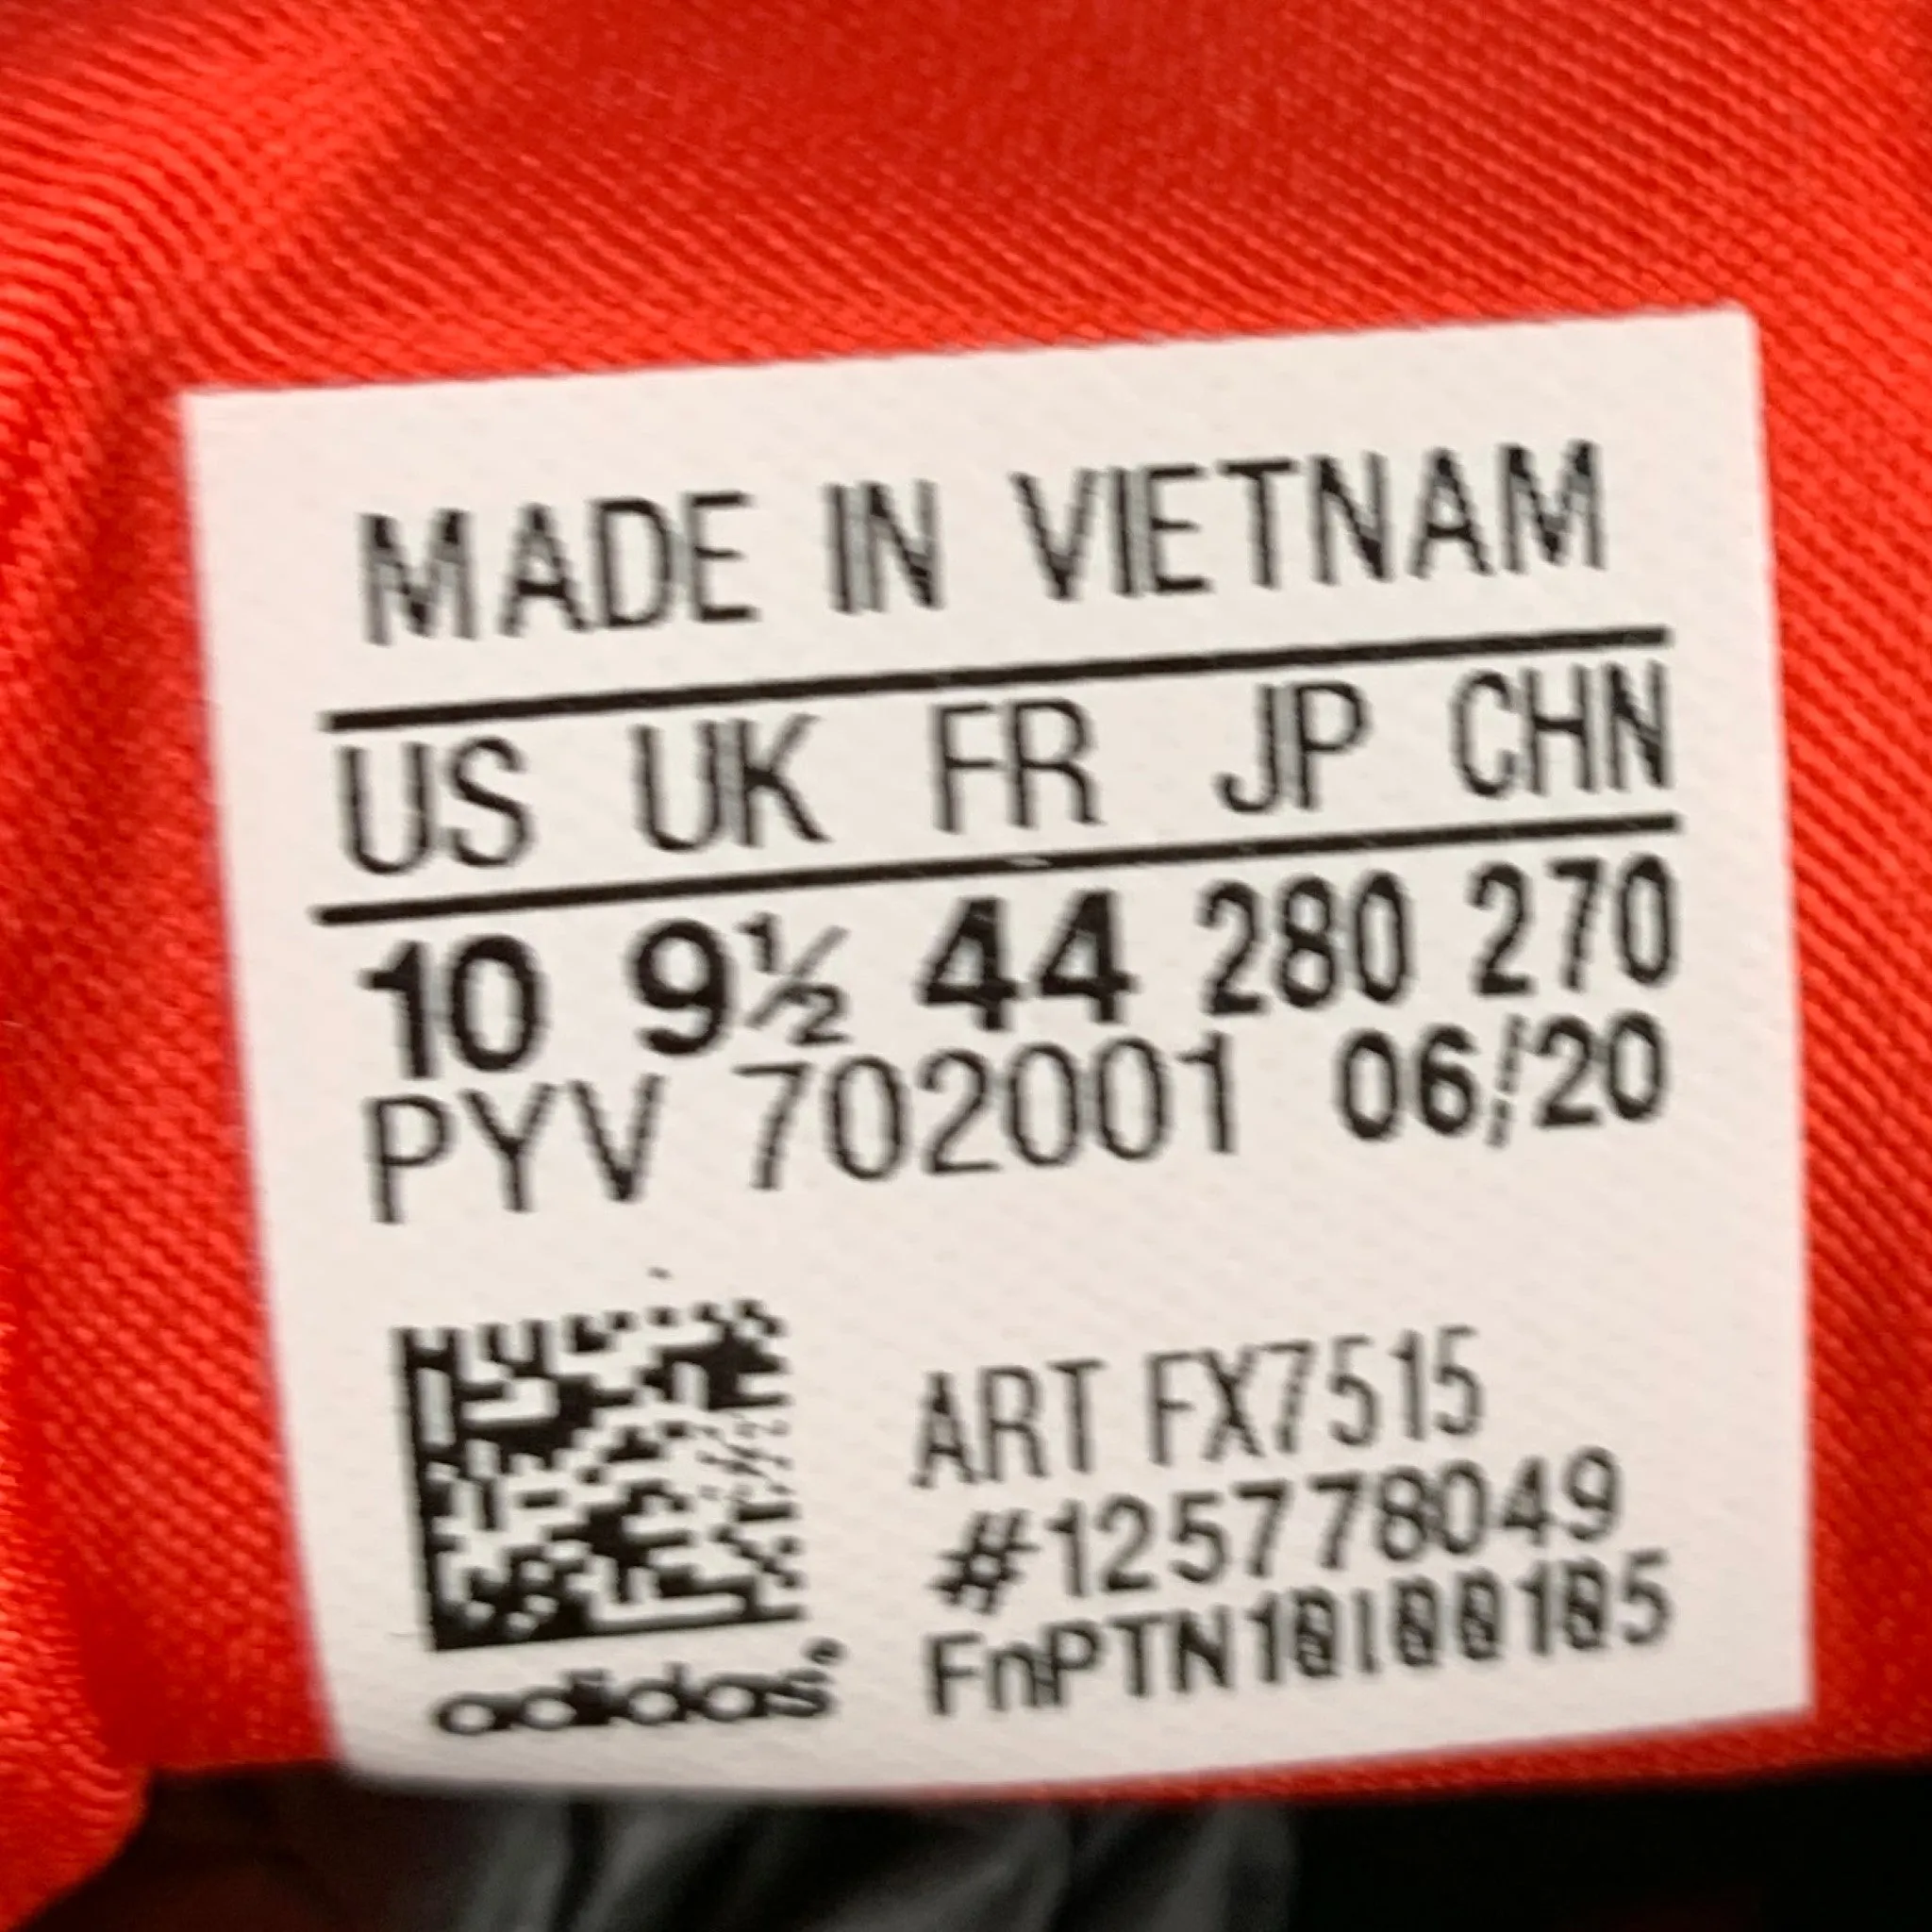 MADE IN VIETNAM
US UK FR JP CHN
10 9½ 44 280 270
PYV 702001 06/20
ART FX7515
#125778049
FnPTN10I00105
adidas®